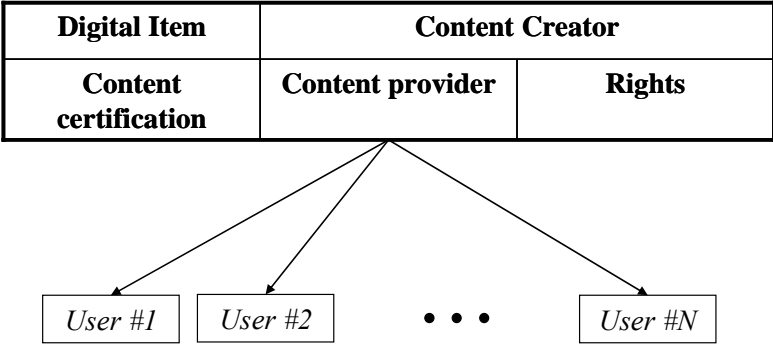 Digital Item Content Creator
Content Content provider Rights
certification
User #1 User #2 • • • User #N